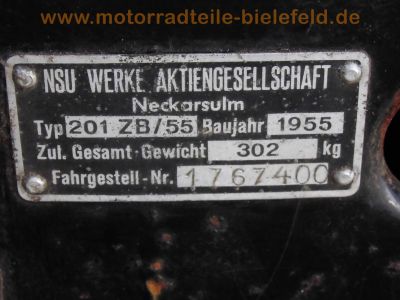 www.motorradteile-bielefeld.de
NSU WERKE AKTIENGESELLSCHAFT
Neckarsulm
Typ 201 ZB/55 Baujahr 1955
Zul. Gesamt-Gewicht 302 kg
Fahrgestell-Nr. 1767400